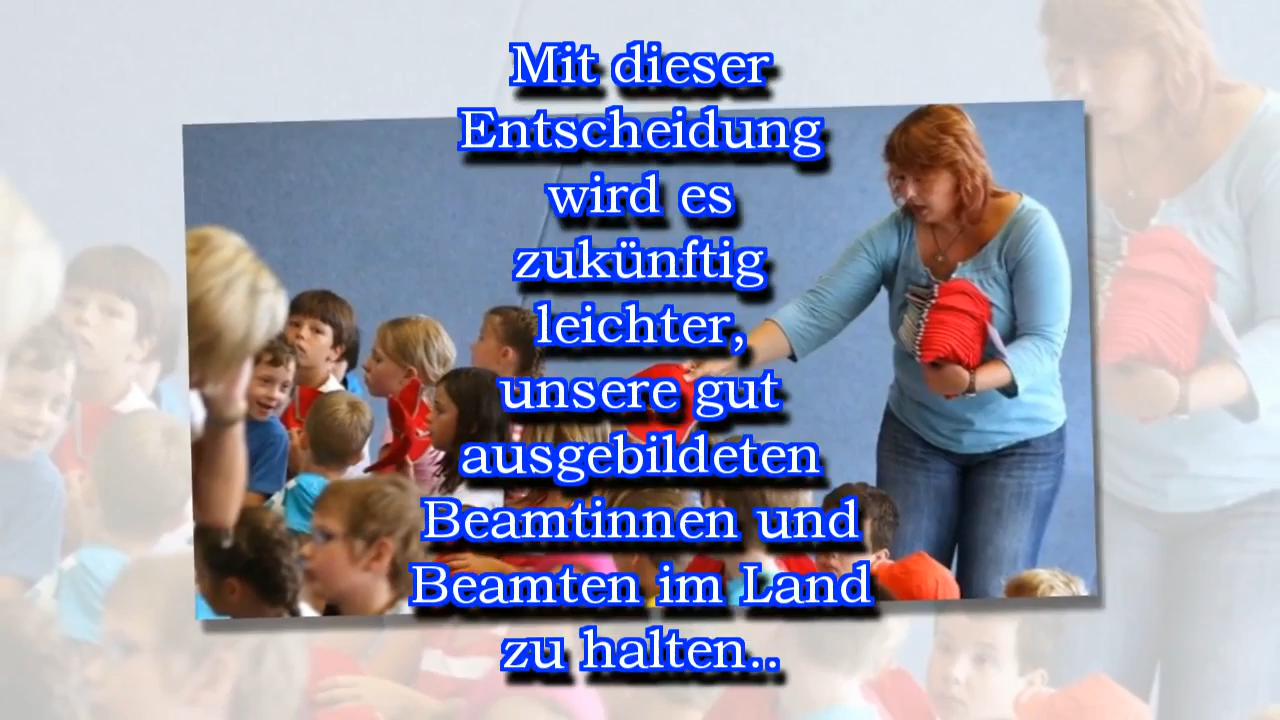 Mit dieser
Entscheidung
wird es
zukünftig
leichter,
unsere gut
ausgebildeten
Beamtinnen und
Beamten im Land
zu halten..